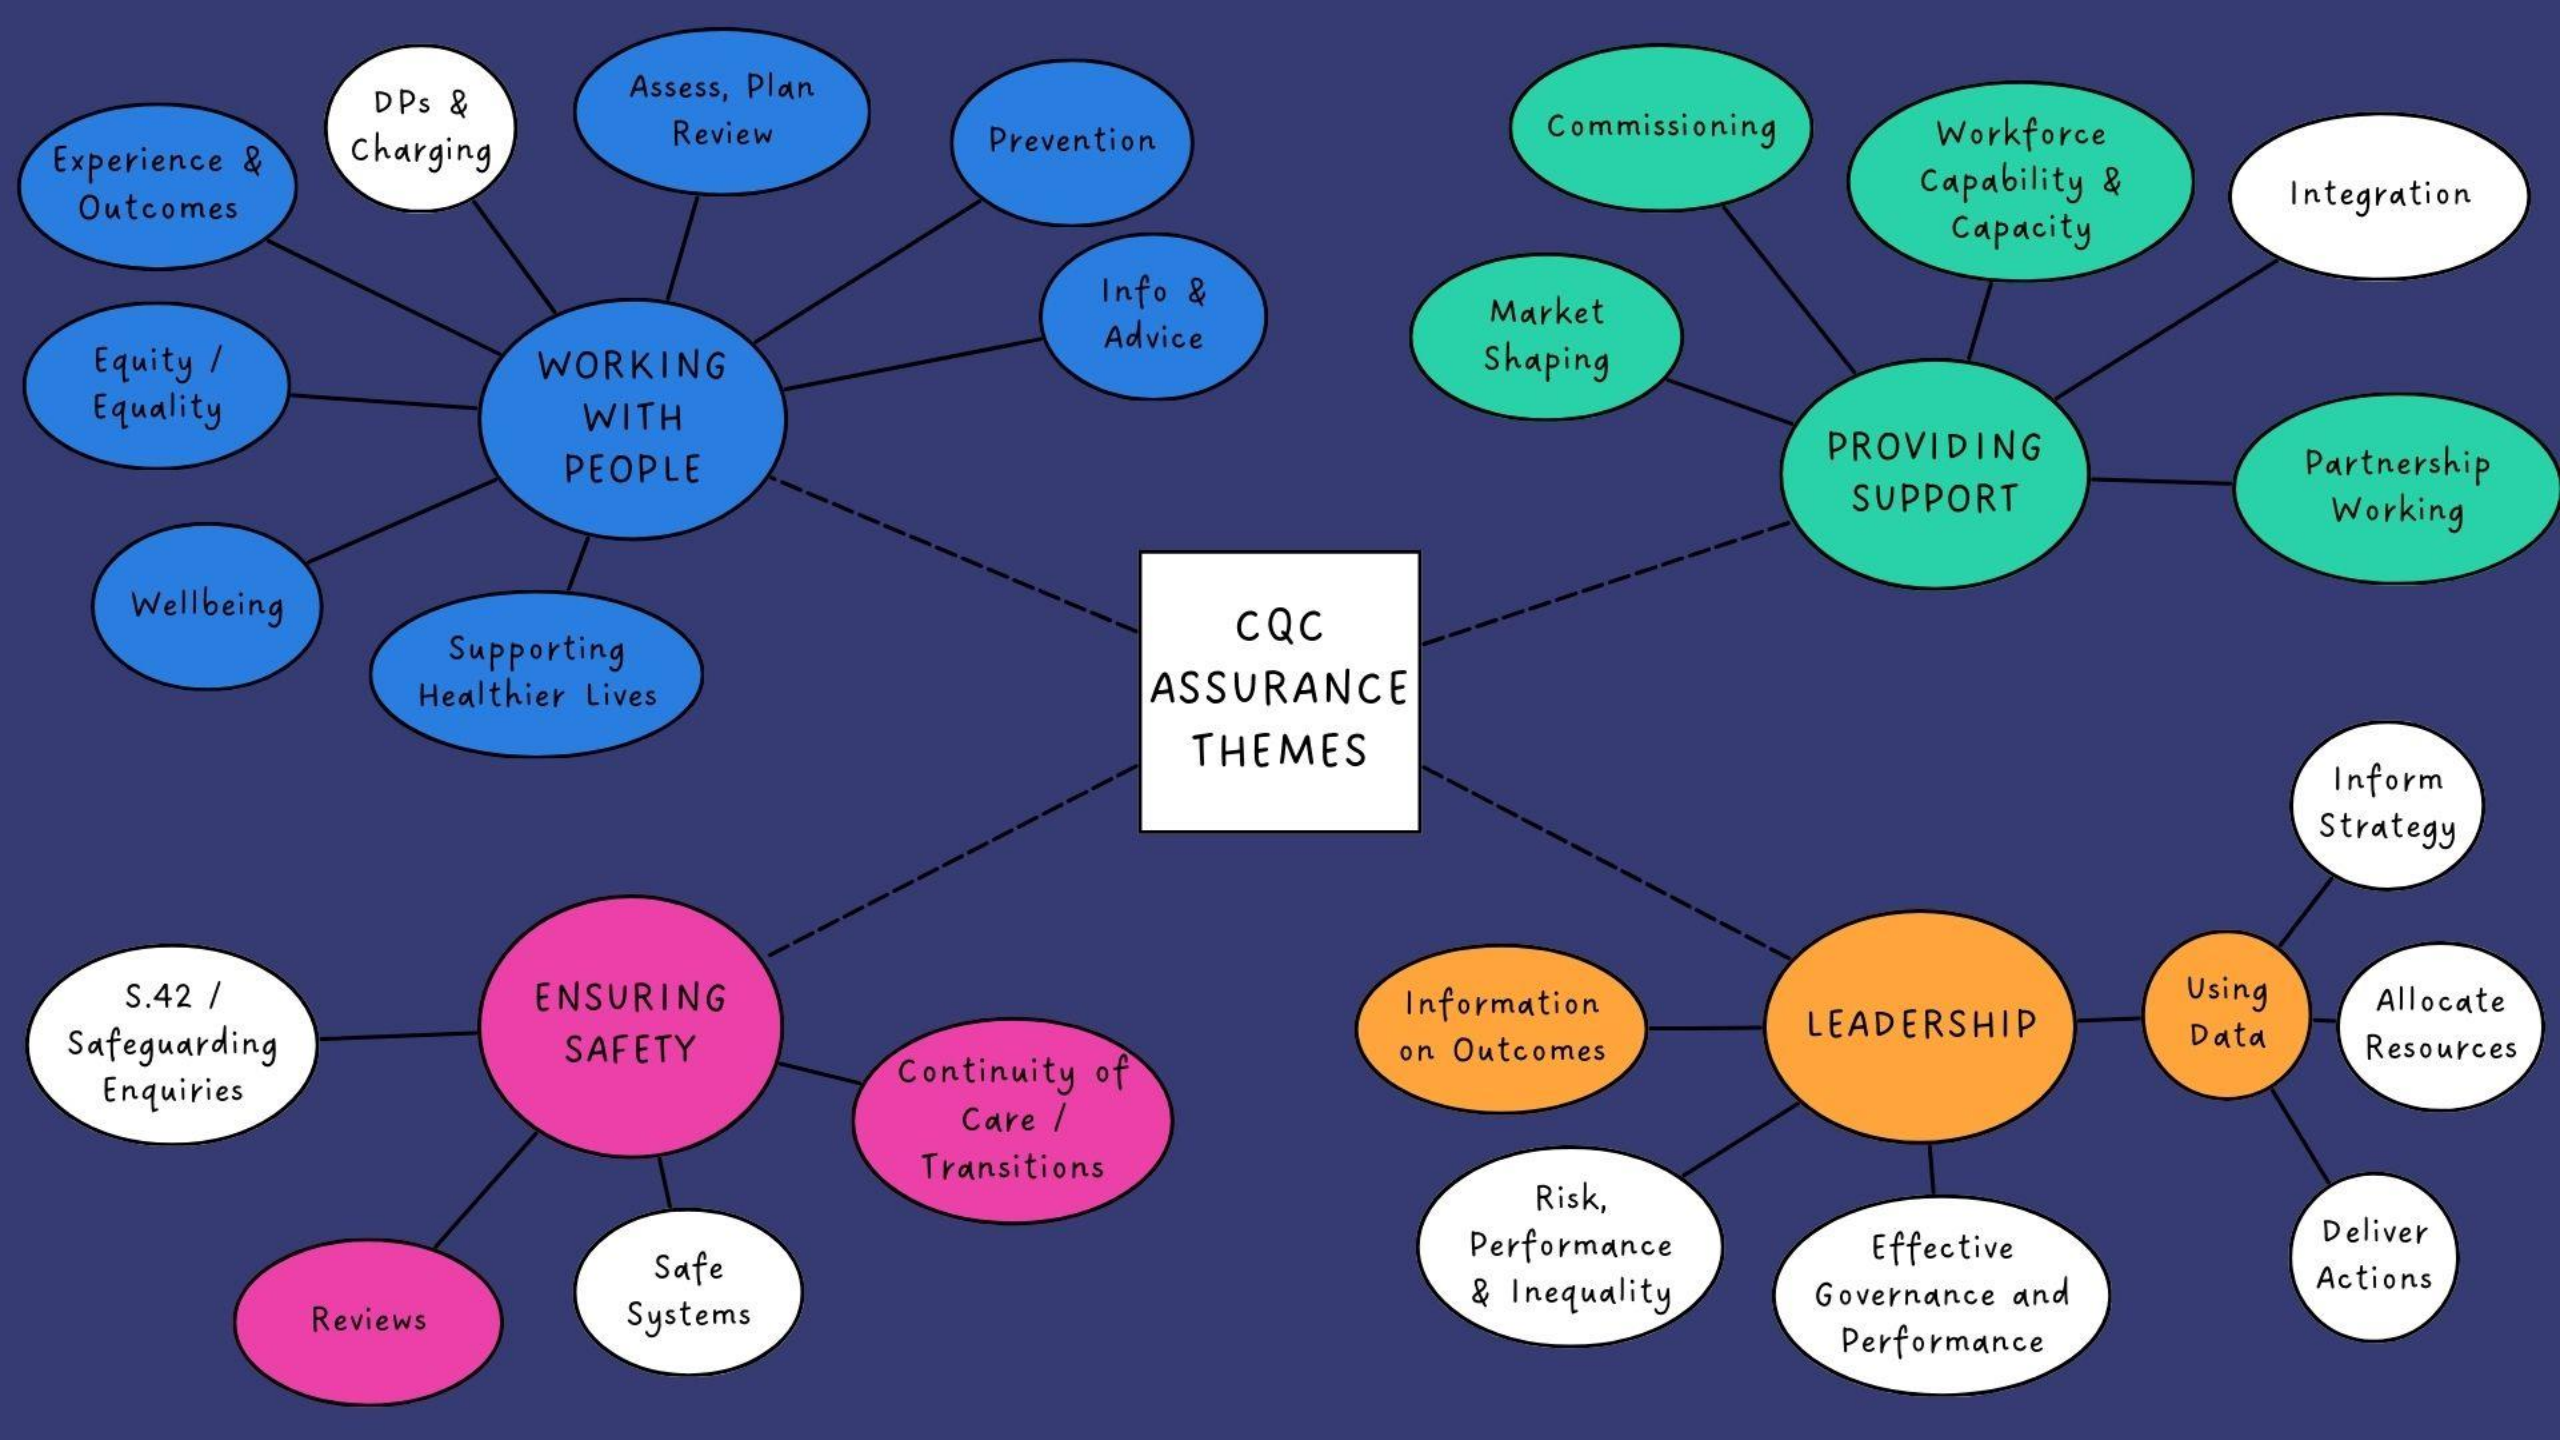 DPs &
Charging
Assess, Plan
Review
Prevention
Experience &
Outcomes
Info &
Advice
Equity /
Equality
WORKING
WITH
PEOPLE
Wellbeing
Supporting
Healthier Lives
Commissioning
Workforce
Capability &
Capacity
Integration
Market
Shaping
PROVIDING
SUPPORT
Partnership
Working
CQC
ASSURANCE
THEMES
S.42 /
Safeguarding
Enquiries
ENSURING
SAFETY
Continuity of
Care /
Transitions
Reviews
Safe
Systems
Inform
Strategy
Information
on Outcomes
LEADERSHIP
Using
Data
Allocate
Resources
Risk,
Performance
& Inequality
Effective
Governance and
Performance
Deliver
Actions